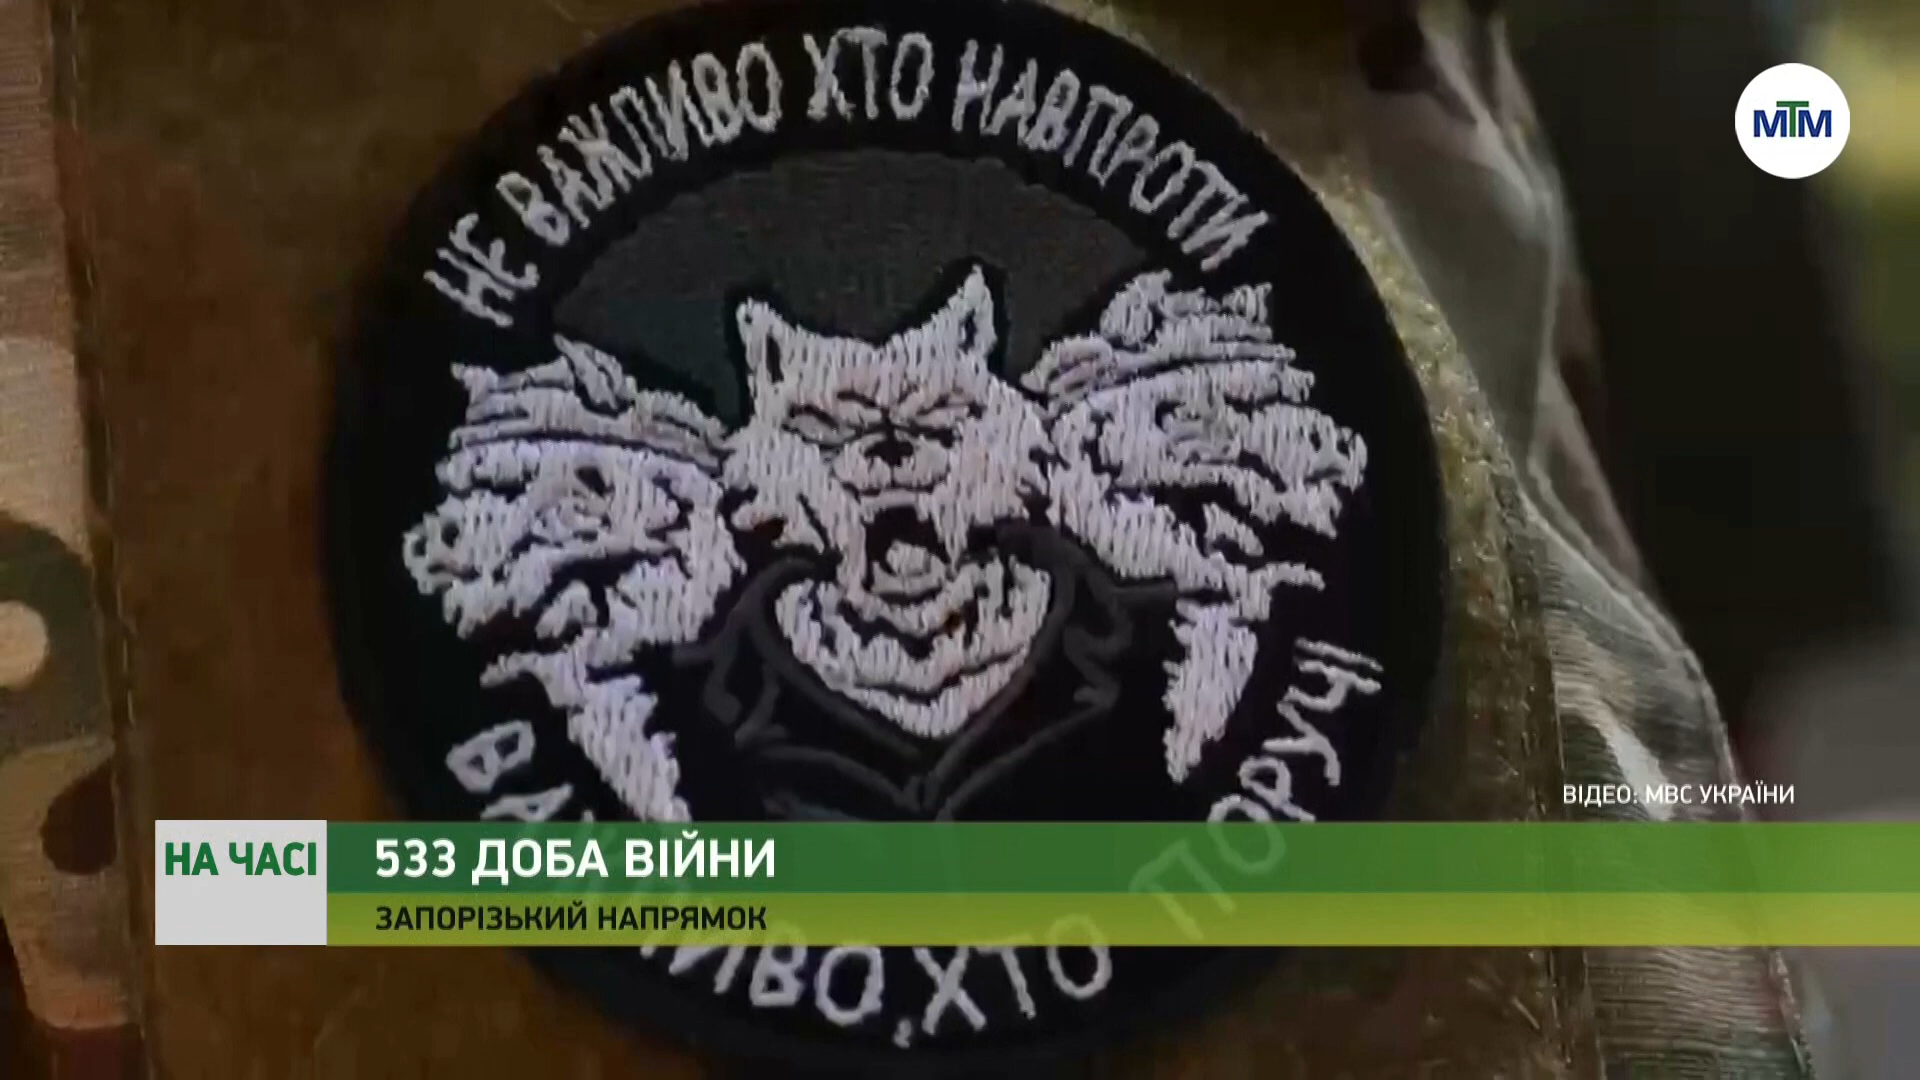 НЕ ВАЖЛИВО ХТО НАВПРОТИ
МТМ
ВАЖЛИВО, ХТО ПОРУЧ
ВІДЕО: МВС УКРАЇНИ
НА ЧАСІ
533 ДОБА ВІЙНИ
ЗАПОРІЗЬКИЙ НАПРЯМОК